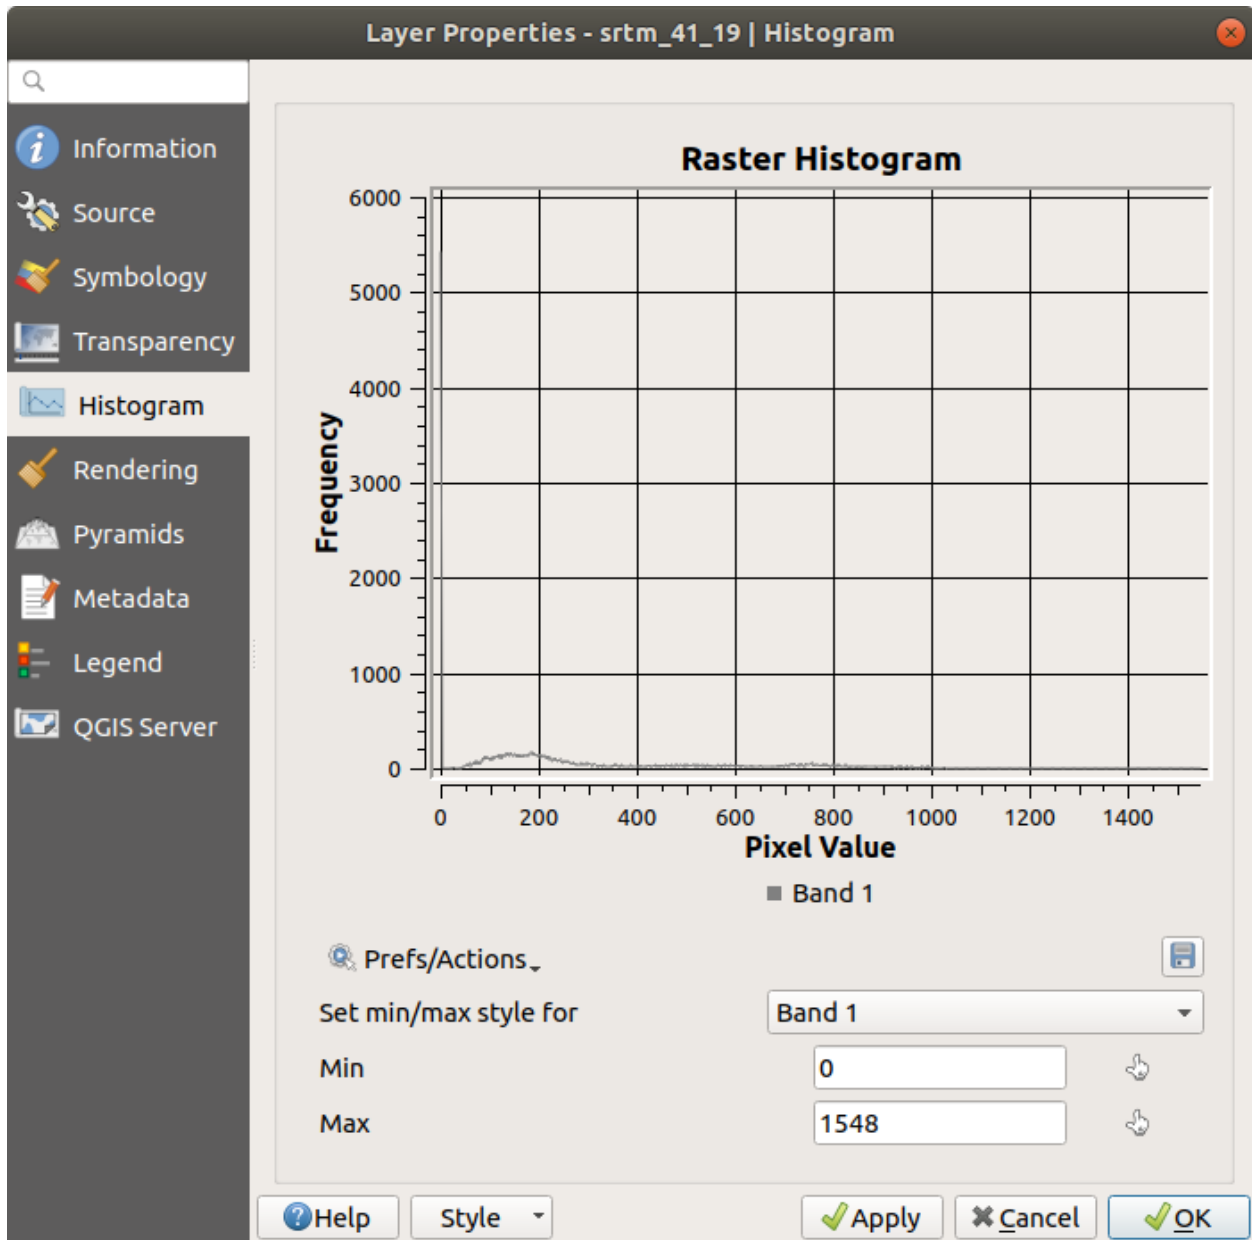 Layer Properties - srtm_41_19 | Histogram
Information
Source
Symbology
Transparency
Histogram
Rendering
Pyramids
Metadata
Legend
QGIS Server
Raster Histogram
6000
5000
4000
3000
2000
1000
0
Frequency
0 200 400 600 800 1000 1200 1400
Pixel Value
Band 1
Prefs/Actions
Set min/max style for Band 1
Min 0
Max 1548
Help Style Apply Cancel OK